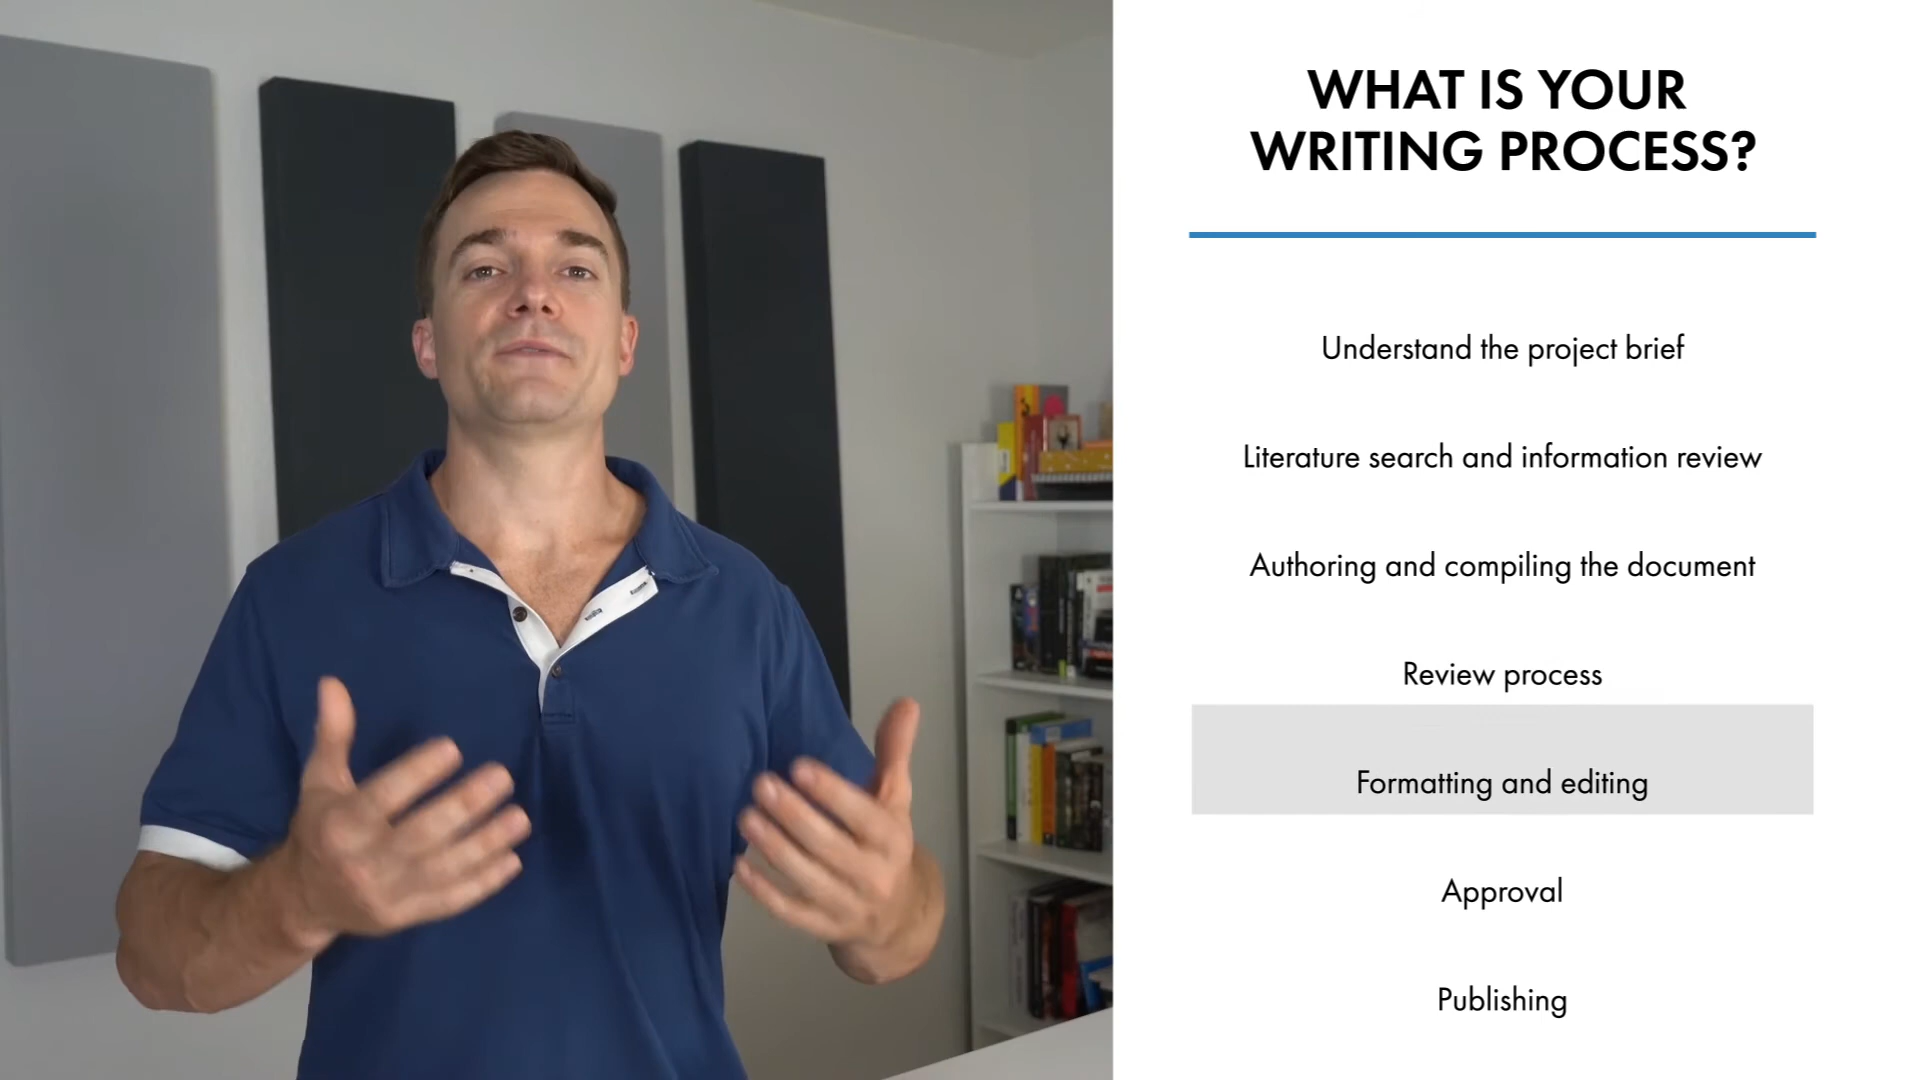 WHAT IS YOUR
WRITING PROCESS?
Understand the project brief
Literature search and information review
Authoring and compiling the document
Review process
Formatting and editing
Approval
Publishing